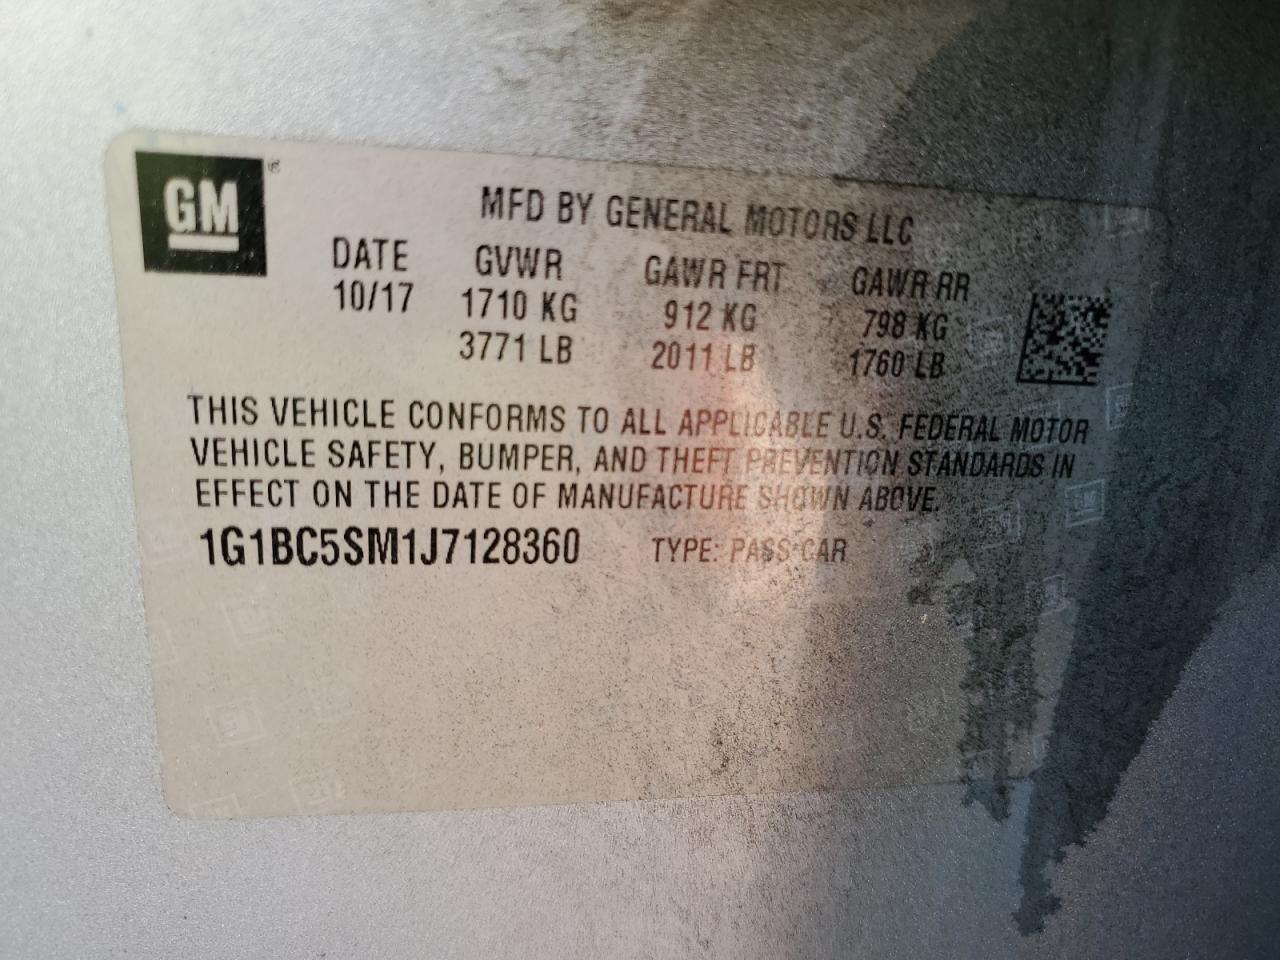 GM ®
MFD BY GENERAL MOTORS LLC
DATE GVWR GAWR FRT GAWR RR
10/17 1710 KG 912 KG 798 KG
3771 LB 2011 LB 1760 LB
THIS VEHICLE CONFORMS TO ALL APPLICABLE U.S. FEDERAL MOTOR
VEHICLE SAFETY, BUMPER, AND THEFT PREVENTION STANDARDS IN
EFFECT ON THE DATE OF MANUFACTURE SHOWN ABOVE.
1G1BC5SM1J7128360 TYPE: PASS CAR